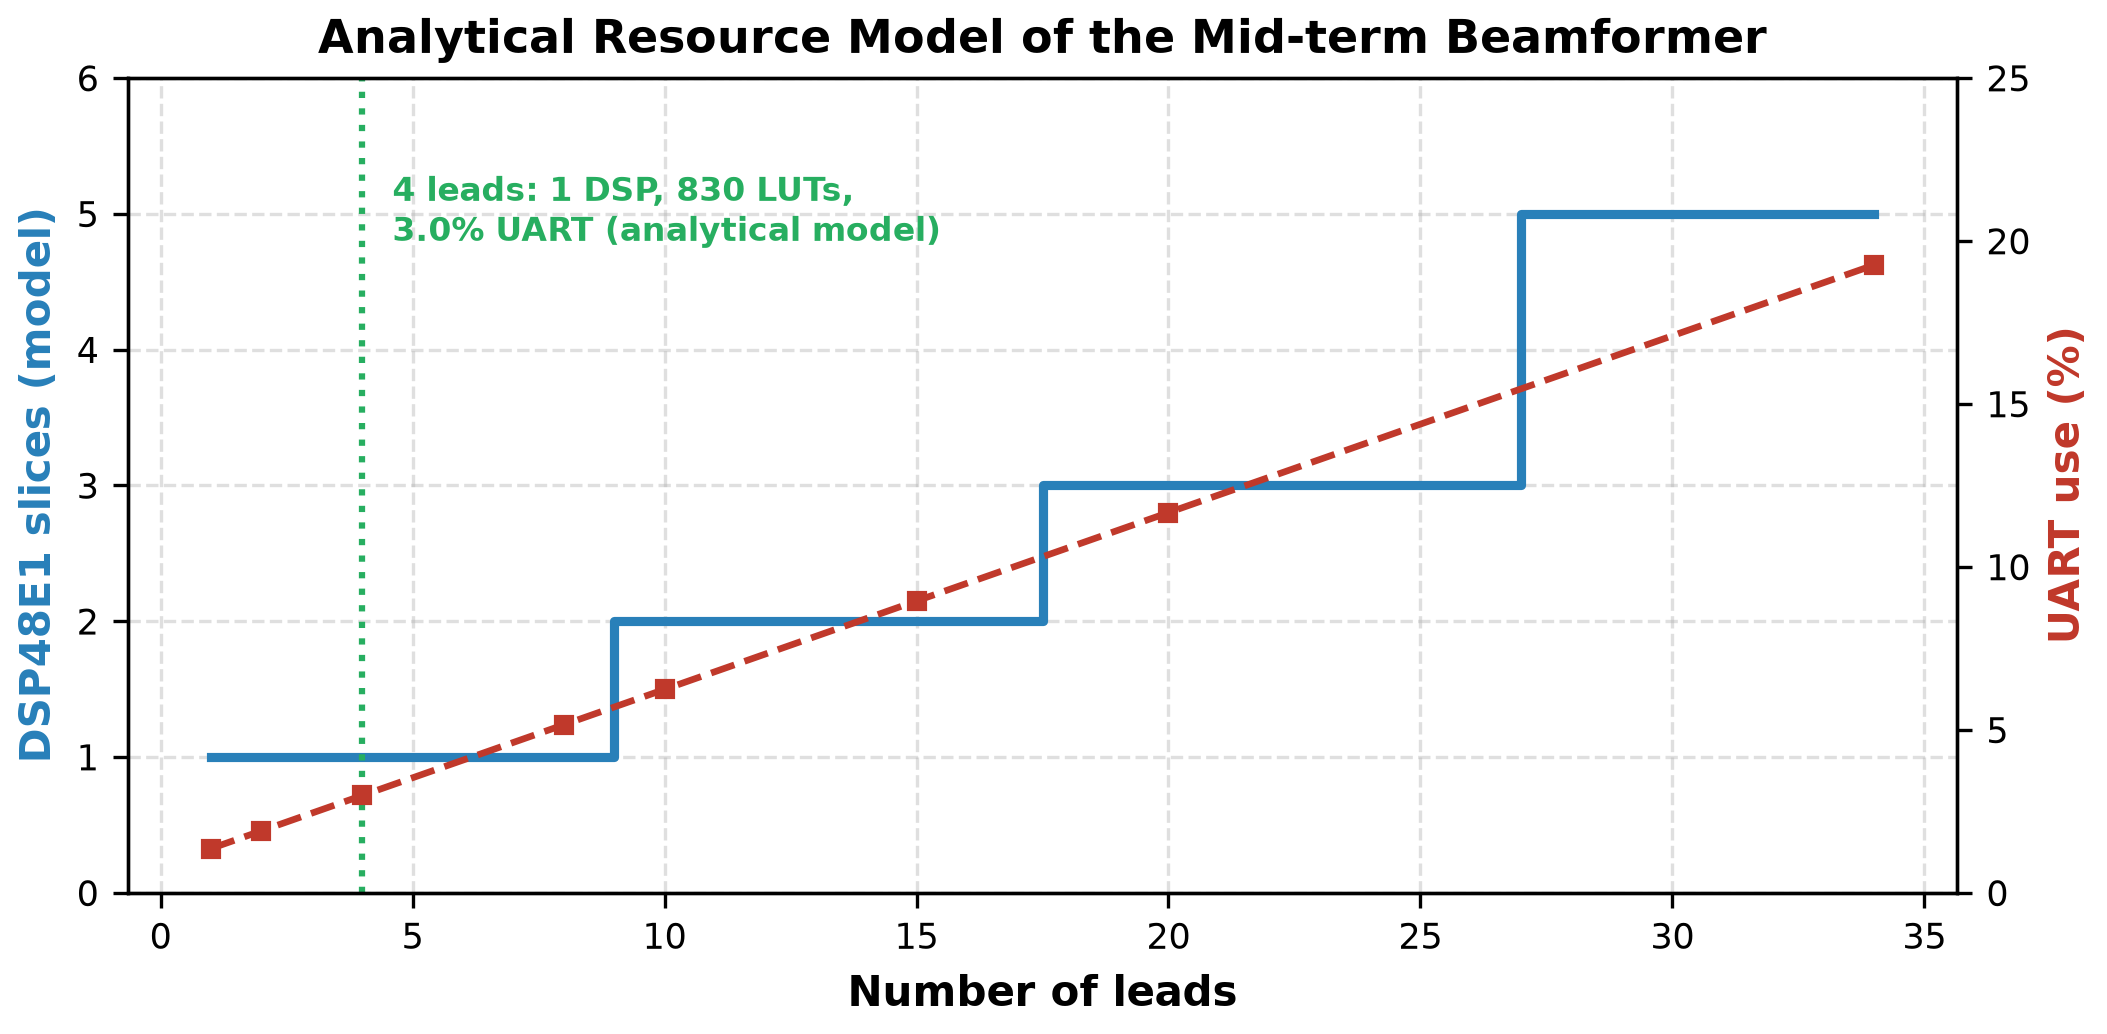 Analytical Resource Model of the Mid-term Beamformer
DSP48E1 slices (model)
6
5
4
3
2
1
0
4 leads: 1 DSP, 830 LUTs,
3.0% UART (analytical model)
25
20
15
10
5
0
UART use (%)
0 5 10 15 20 25 30 35
Number of leads